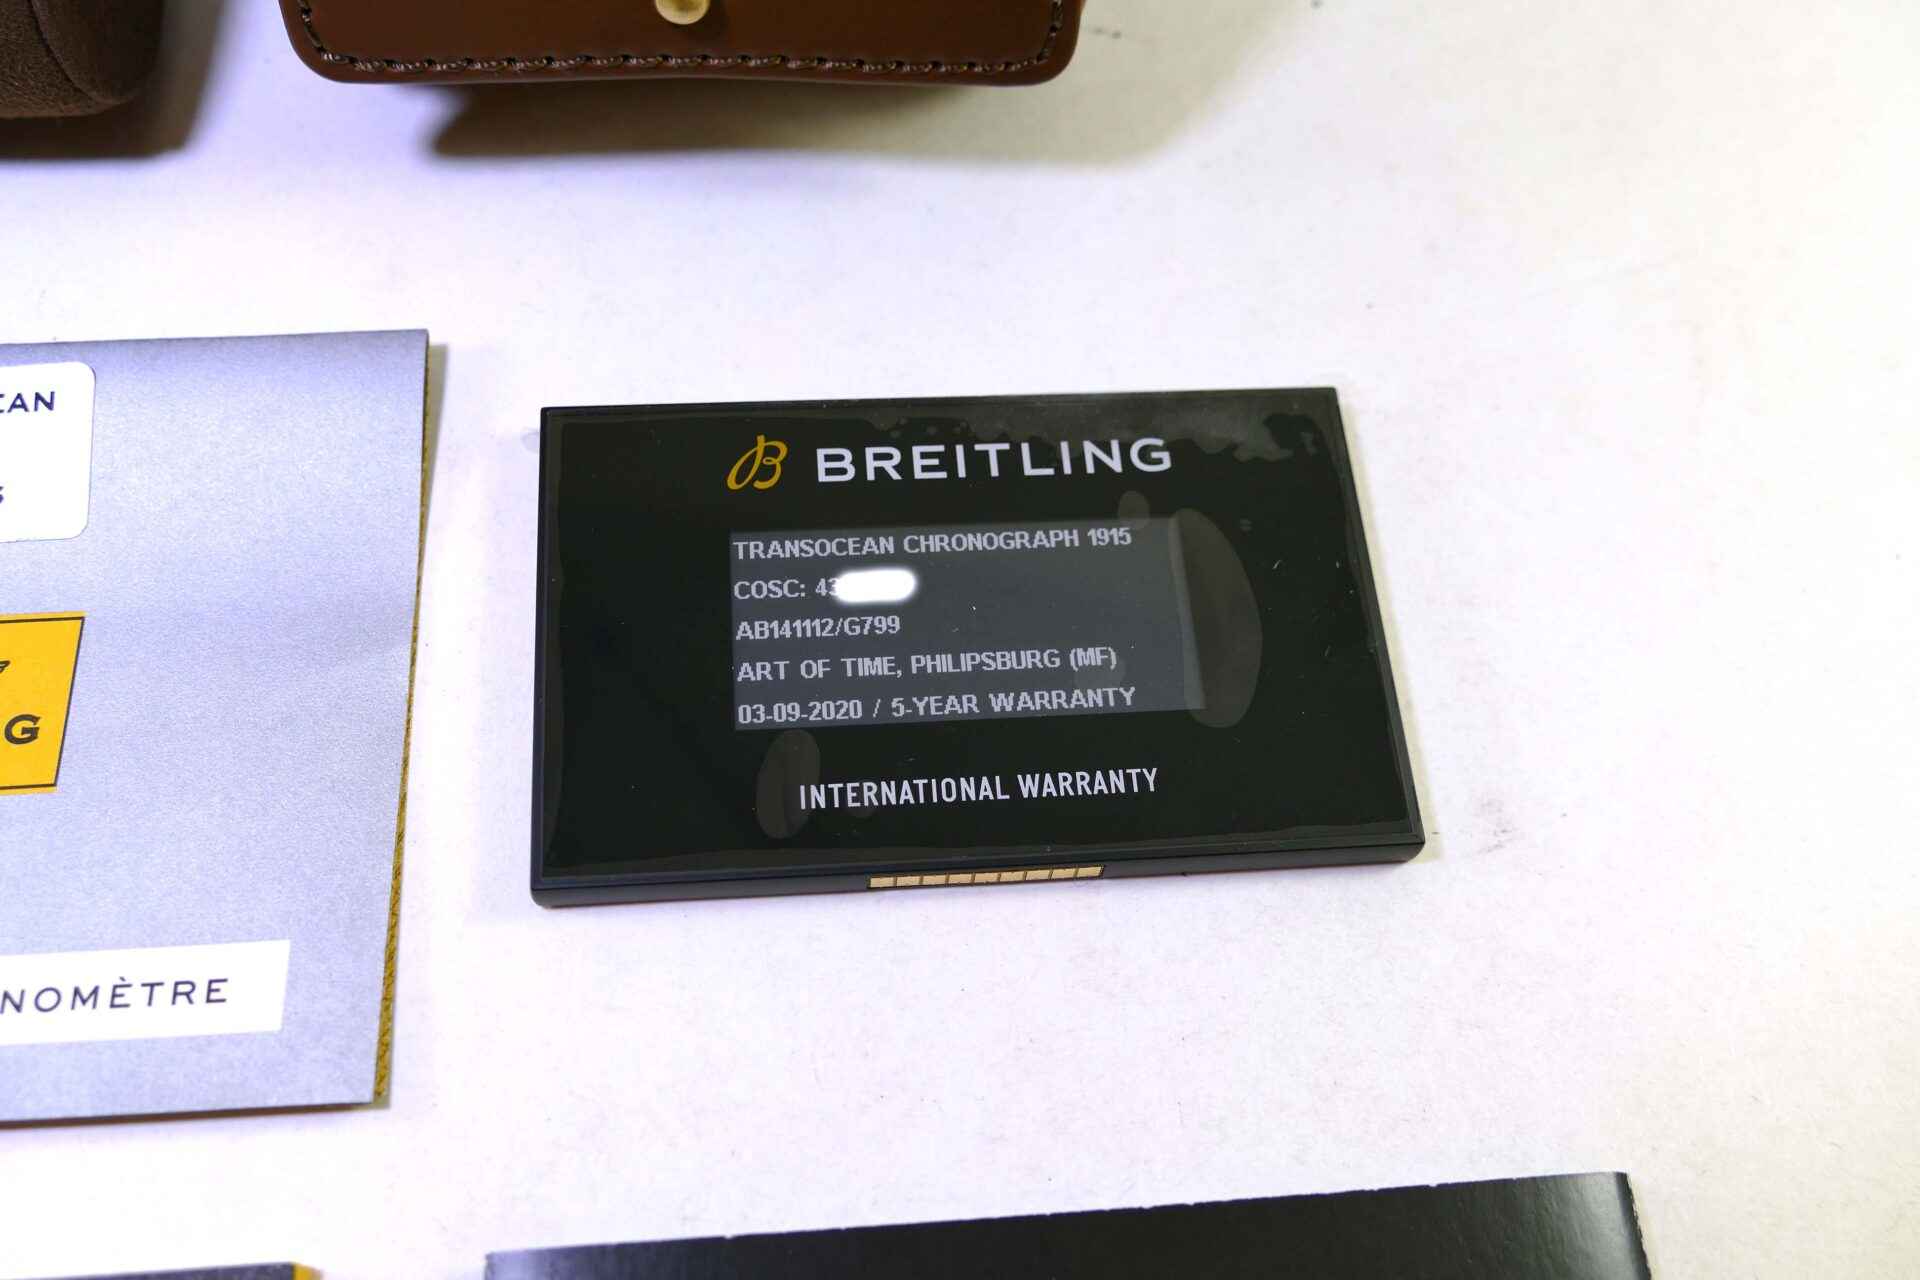 BREITLING
TRANSOCEAN CHRONOGRAPH 1915
COSC: 43
AB141112/G799
ART OF TIME, PHILIPSBURG (MF)
03-09-2020 / 5-YEAR WARRANTY
INTERNATIONAL WARRANTY
EAN
G
NOMÈTRE